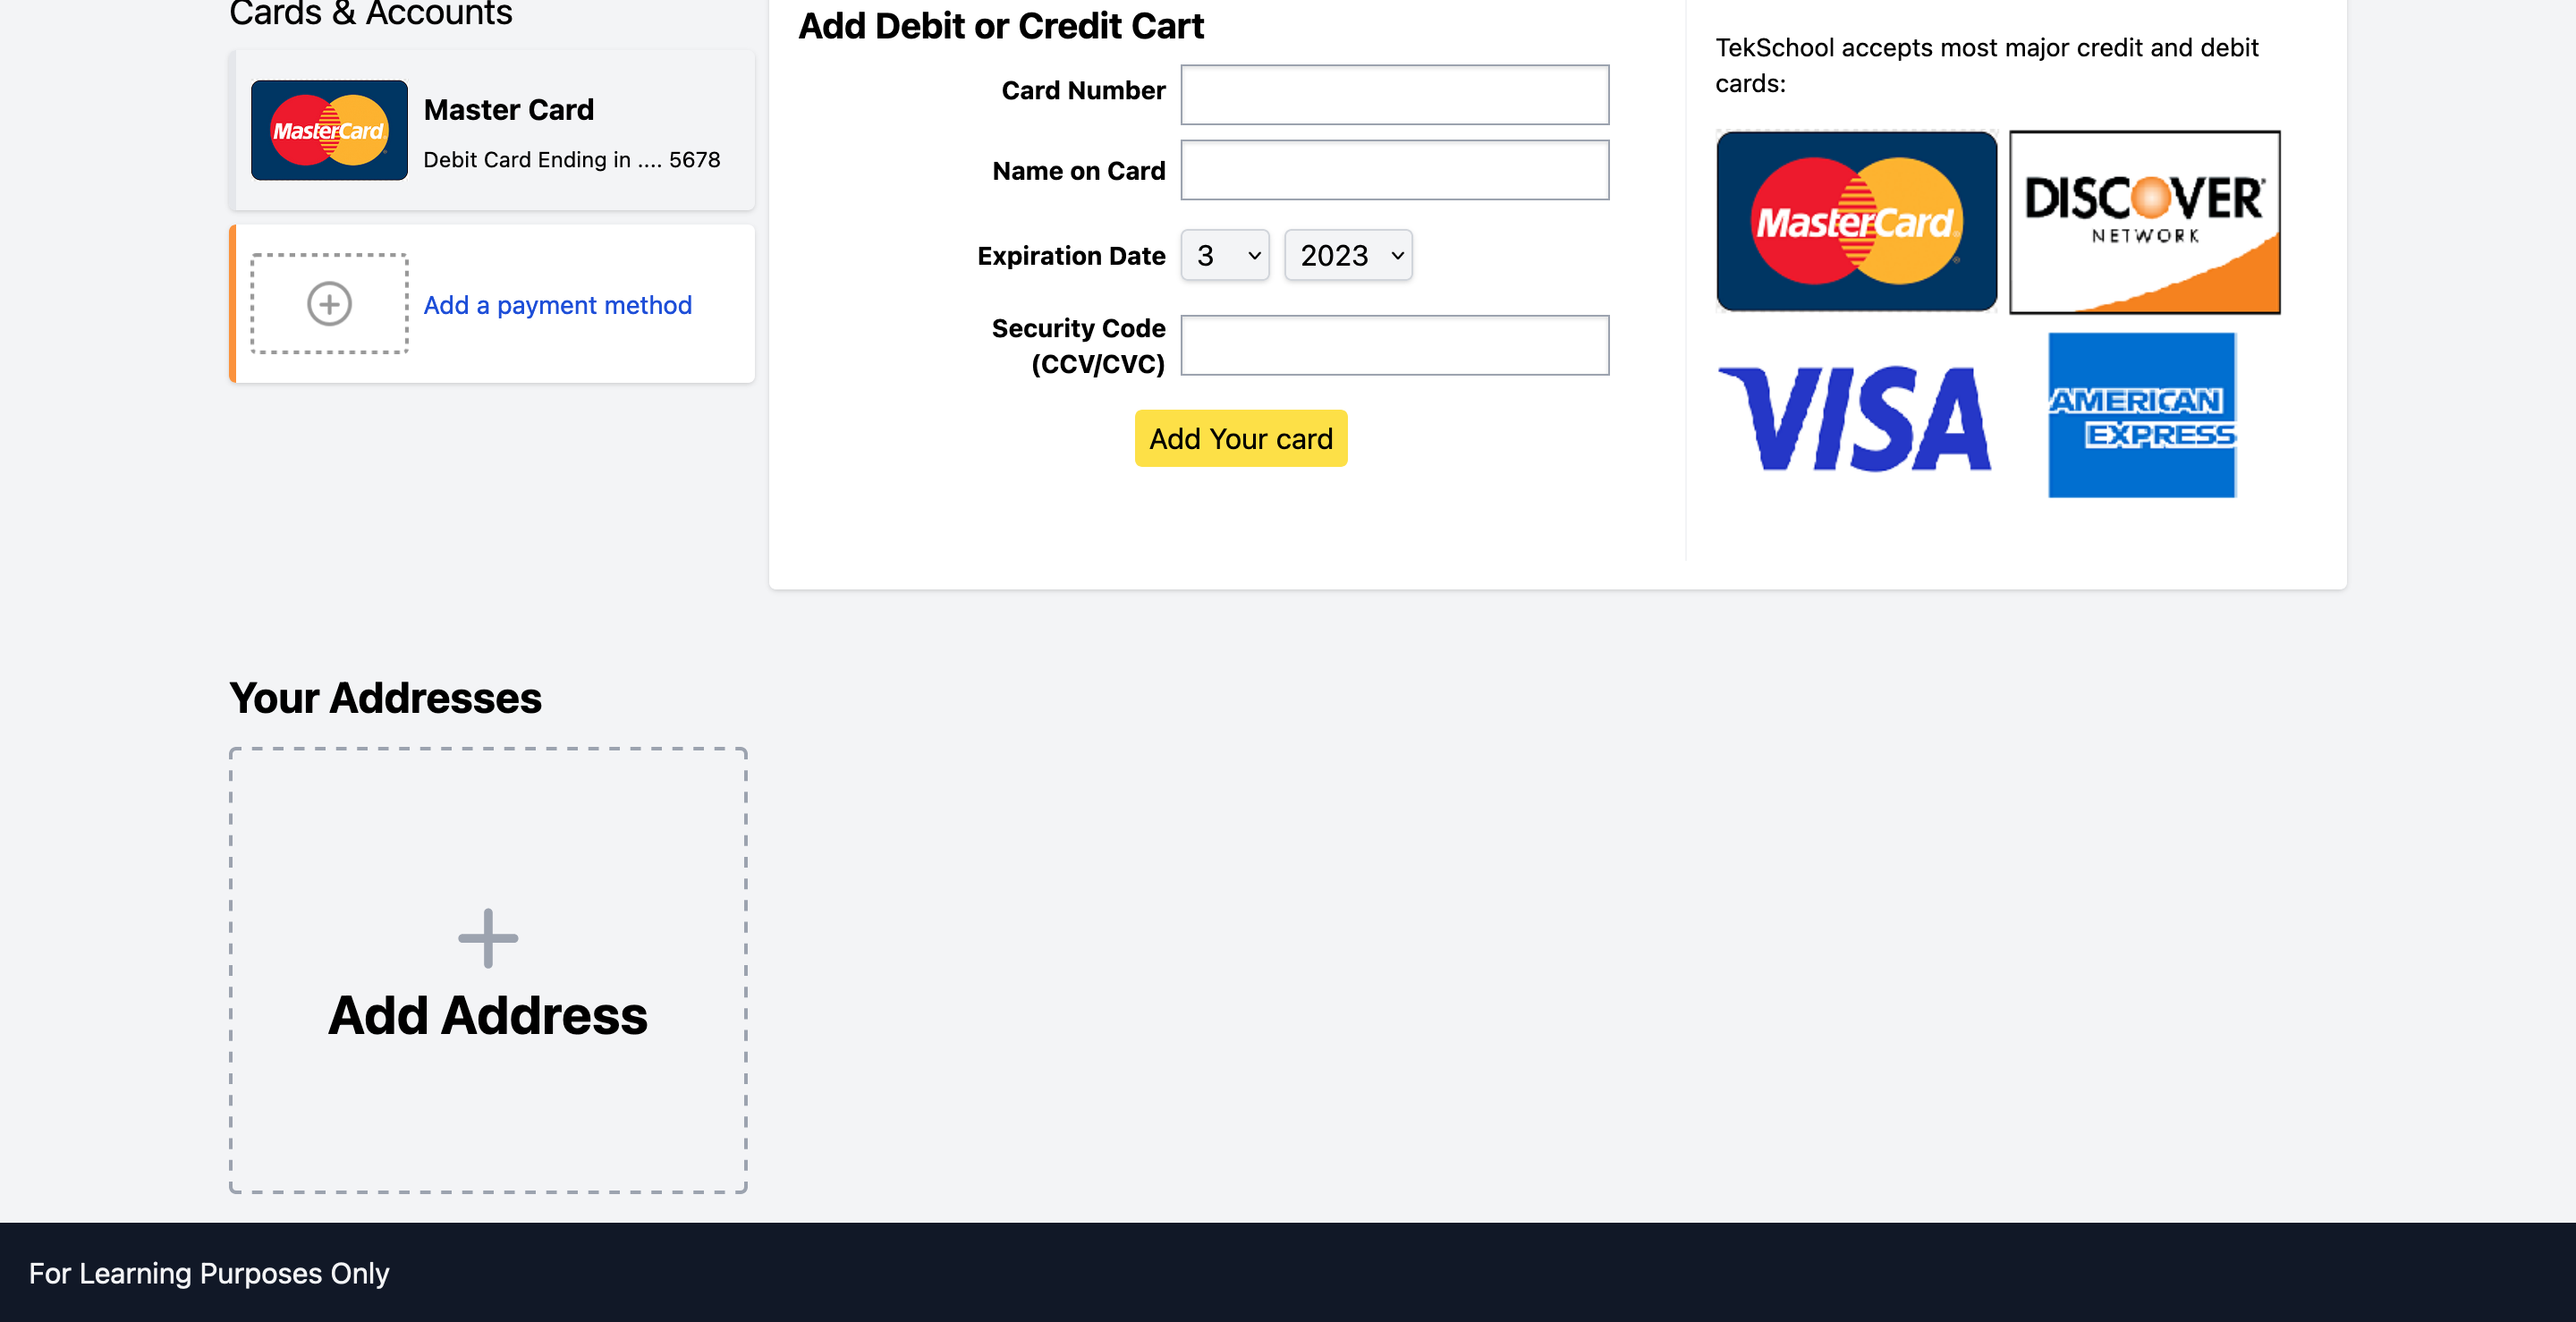 Cards & Accounts
MasterCard
Master Card
Debit Card Ending in .... 5678
Add a payment method
Add Debit or Credit Cart
Card Number
Name on Card
Expiration Date
3
2023
Security Code
(CCV/CVC)
Add Your card
TekSchool accepts most major credit and debit
cards:
MasterCard
DISCOVER
NETWORK
VISA
AMERICAN
EXPRESS
Your Addresses
Add Address
For Learning Purposes Only